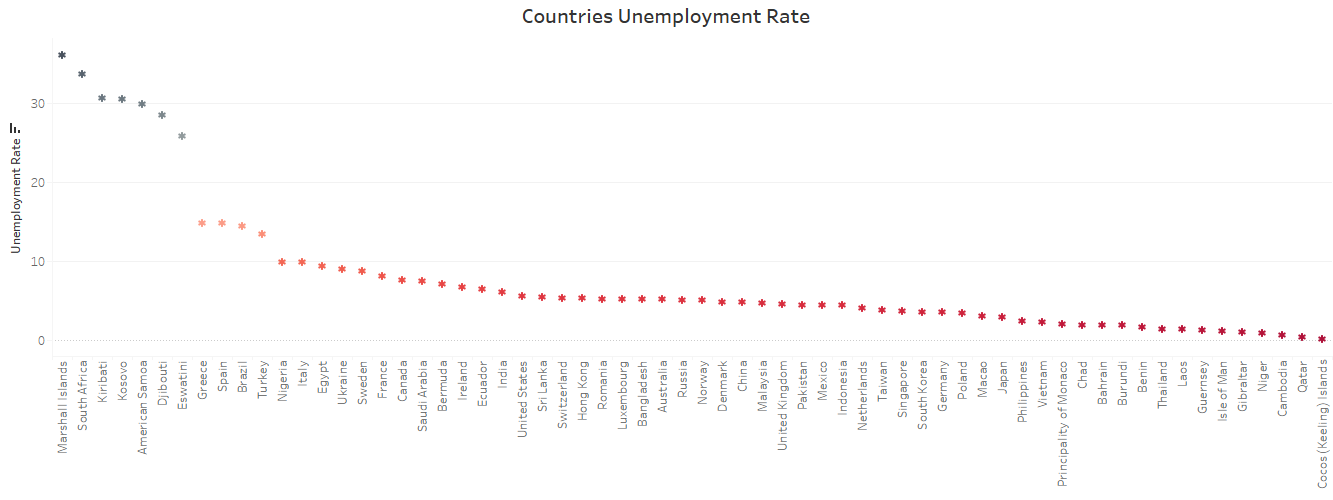 Countries Unemployment Rate
Unemployment Rate
30
20
10
0
Marshall Islands
South Africa
Kiribati
Kosovo
American Samoa
Djibouti
Eswatini
Greece
Spain
Brazil
Turkey
Nigeria
Italy
Egypt
Ukraine
Sweden
France
Canada
Saudi Arabia
Bermuda
Ireland
Ecuador
India
United States
Sri Lanka
Switzerland
Hong Kong
Romania
Luxembourg
Bangladesh
Australia
Russia
Norway
Denmark
China
Malaysia
United Kingdom
Pakistan
Mexico
Indonesia
Netherlands
Taiwan
Singapore
South Korea
Germany
Poland
Macao
Japan
Philippines
Vietnam
Principality of Monaco
Chad
Bahrain
Burundi
Benin
Thailand
Laos
Guernsey
Isle of Man
Gibraltar
Niger
Cambodia
Qatar
Cocos (Keeling) Islands